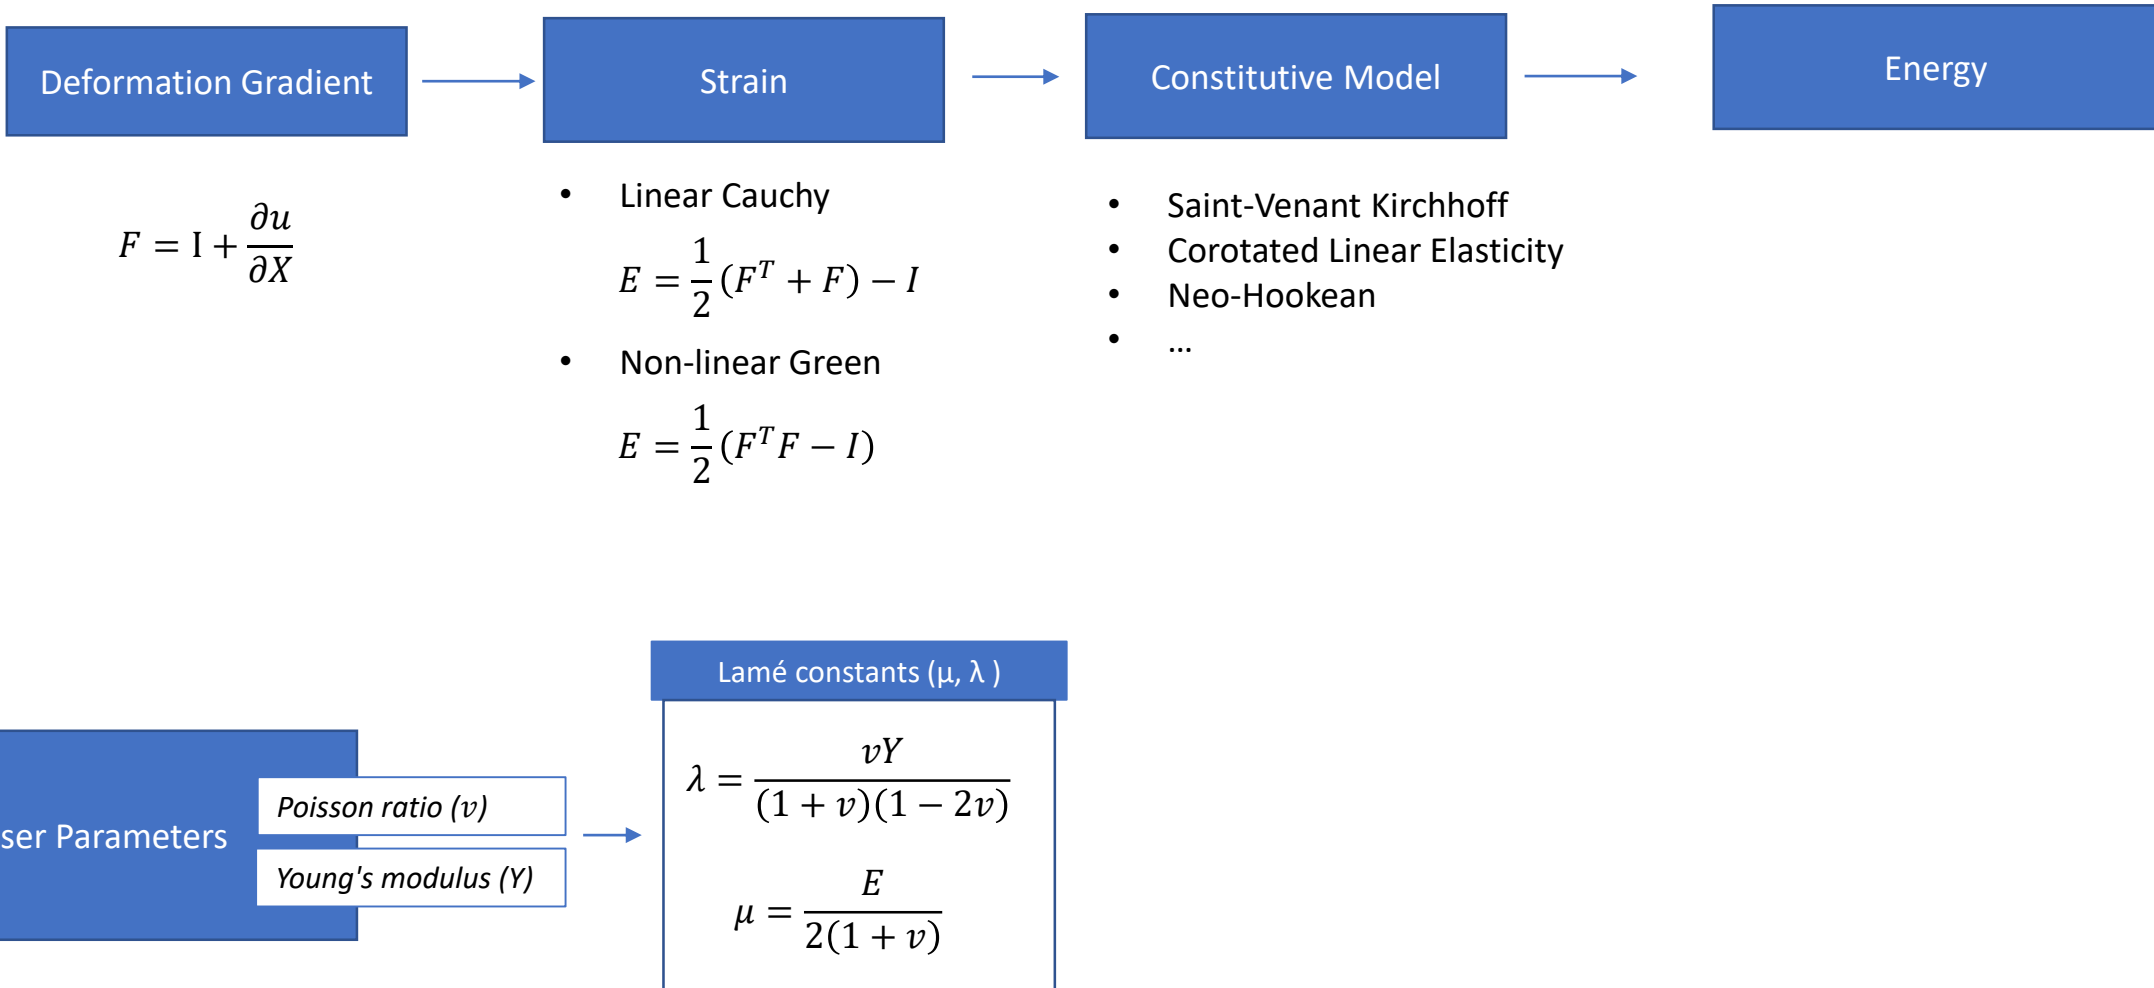 Deformation Gradient
Strain
Constitutive Model
Energy
F = I + ∂u/∂X
• Linear Cauchy
E = 1/2 (F^T + F) − I
• Non-linear Green
E = 1/2 (F^T F − I)
• Saint-Venant Kirchhoff
• Corotated Linear Elasticity
• Neo-Hookean
• ...
ser Parameters
Poisson ratio (v)
Young's modulus (Y)
Lamé constants (μ, λ )
λ = vY/((1 + v)(1 − 2v))
μ = E/(2(1 + v))